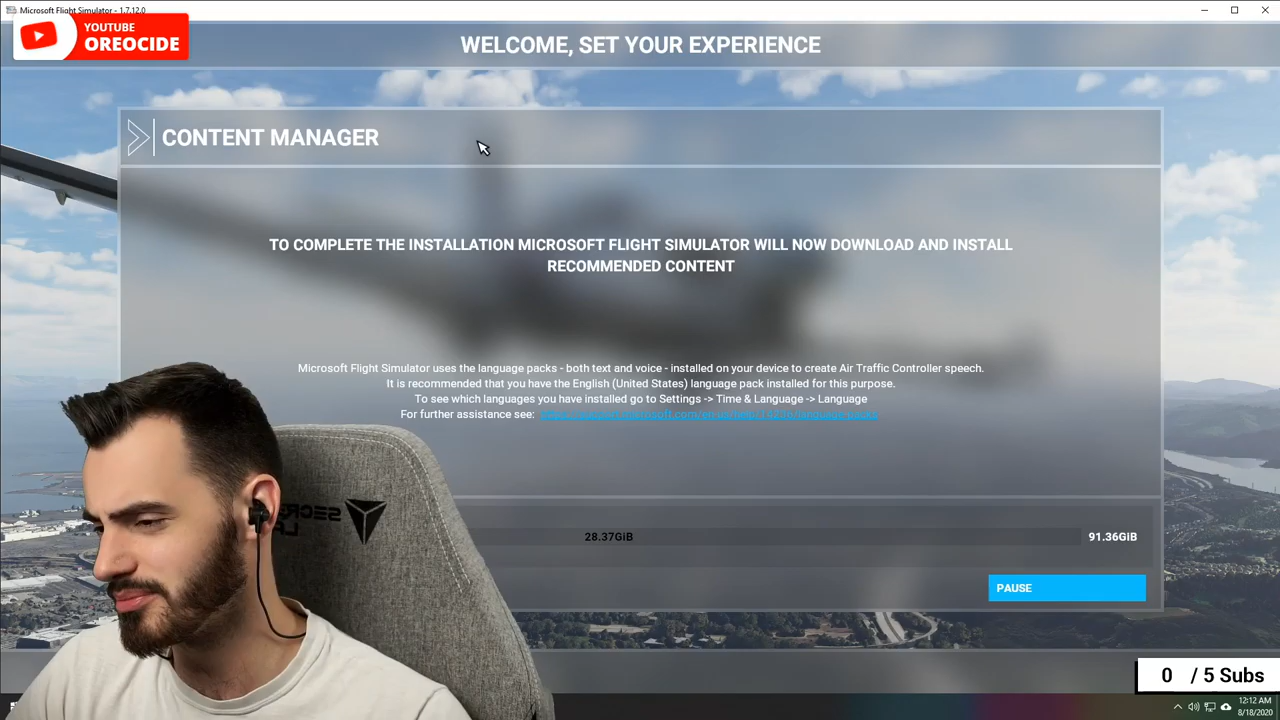 Microsoft Flight Simulator - 1.7.12.0
YOUTUBE
OREOCIDE
WELCOME, SET YOUR EXPERIENCE
CONTENT MANAGER
TO COMPLETE THE INSTALLATION MICROSOFT FLIGHT SIMULATOR WILL NOW DOWNLOAD AND INSTALL
RECOMMENDED CONTENT
Microsoft Flight Simulator uses the language packs - both text and voice - installed on your device to create Air Traffic Controller speech.
It is recommended that you have the English (United States) language pack installed for this purpose.
To see which languages you have installed go to Settings -> Time & Language -> Language
For further assistance see:
28.37GiB
91.36GiB
PAUSE
0 / 5 Subs
12:12 AM
8/18/2020